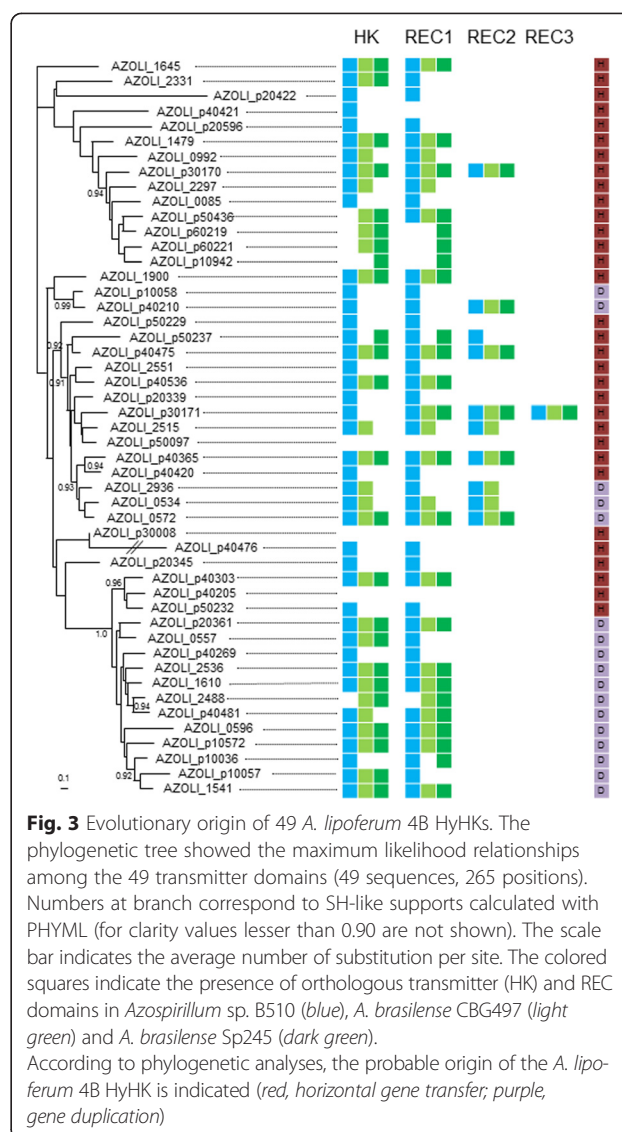 HK REC1 REC2 REC3
AZOLI_1645 H
AZOLI_2331 H
AZOLI_p20422 H
AZOLI_p40421 H
AZOLI_p20596 H
AZOLI_1479 H
AZOLI_0992 H
0.94 AZOLI_p30170 H
AZOLI_2297 H
AZOLI_0085 H
AZOLI_p50436 H
AZOLI_p60219 H
AZOLI_p60221 H
AZOLI_p10942 H
AZOLI_1900 H
AZOLI_p10058 D
0.99 AZOLI_p40210 D
AZOLI_p50229 H
0.92 AZOLI_p50237 H
0.91 AZOLI_p40475 H
AZOLI_2551 H
AZOLI_p40536 H
AZOLI_p20339 H
AZOLI_p30171 H
AZOLI_2515 H
AZOLI_p50097 H
0.94 AZOLI_p40365 H
AZOLI_p40420 H
0.93 AZOLI_2936 D
AZOLI_0534 D
AZOLI_0572 D
AZOLI_p30008 H
AZOLI_p40476 H
AZOLI_p20345 H
0.96 AZOLI_p40303 H
AZOLI_p40205 H
AZOLI_p50232 H
1.0 AZOLI_p20361 D
AZOLI_0557 D
AZOLI_p40269 D
AZOLI_2536 D
AZOLI_1610 D
0.94 AZOLI_2488 D
AZOLI_p40481 D
AZOLI_0596 D
AZOLI_p10572 D
AZOLI_p10036 D
0.1 0.92 AZOLI_p10057 D
AZOLI_1541 D
Fig. 3 Evolutionary origin of 49 A. lipoferum 4B HyHKs. The
phylogenetic tree showed the maximum likelihood relationships
among the 49 transmitter domains (49 sequences, 265 positions).
Numbers at branch correspond to SH-like supports calculated with
PHYML (for clarity values lesser than 0.90 are not shown). The scale
bar indicates the average number of substitution per site. The colored
squares indicate the presence of orthologous transmitter (HK) and REC
domains in Azospirillum sp. B510 (blue), A. brasilense CBG497 (light
green) and A. brasilense Sp245 (dark green).
According to phylogenetic analyses, the probable origin of the A. lipo-
ferum 4B HyHK is indicated (red, horizontal gene transfer; purple,
gene duplication)